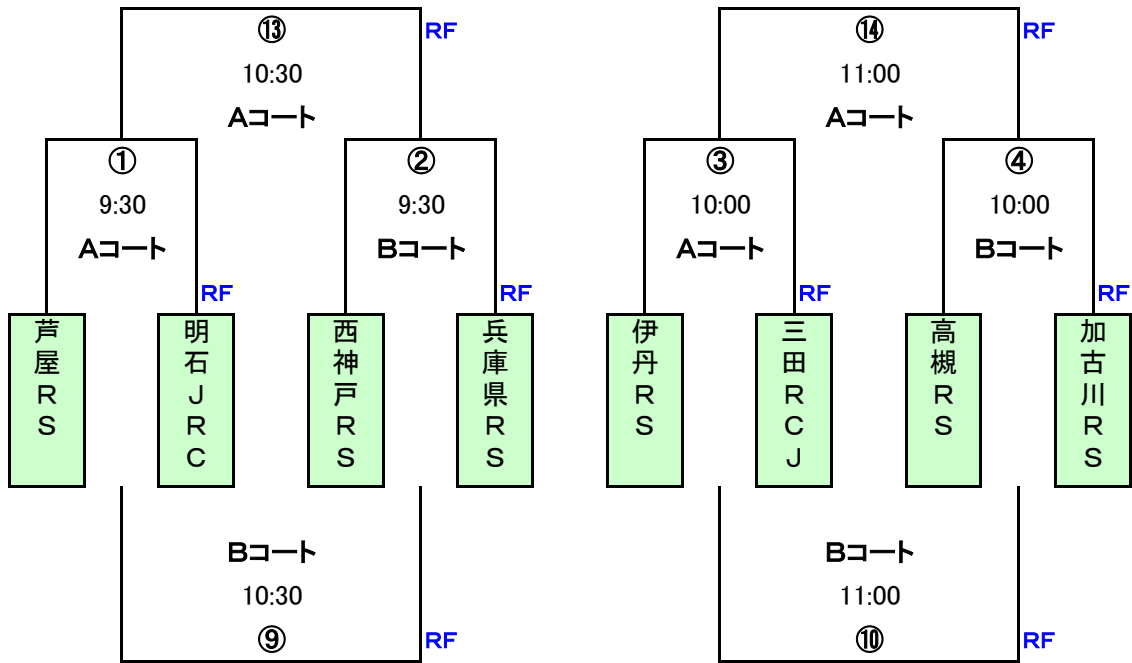 ⑬
RF
10:30
Aコート
①
9:30
Aコート
RF
②
9:30
Bコート
RF
芦屋RS
明石JRC
西神戸RS
兵庫県RS
Bコート
10:30
⑨
RF
⑭
RF
11:00
Aコート
③
10:00
Aコート
RF
④
10:00
Bコート
RF
伊丹RS
三田RCJ
高槻RS
加古川RS
Bコート
11:00
⑩
RF